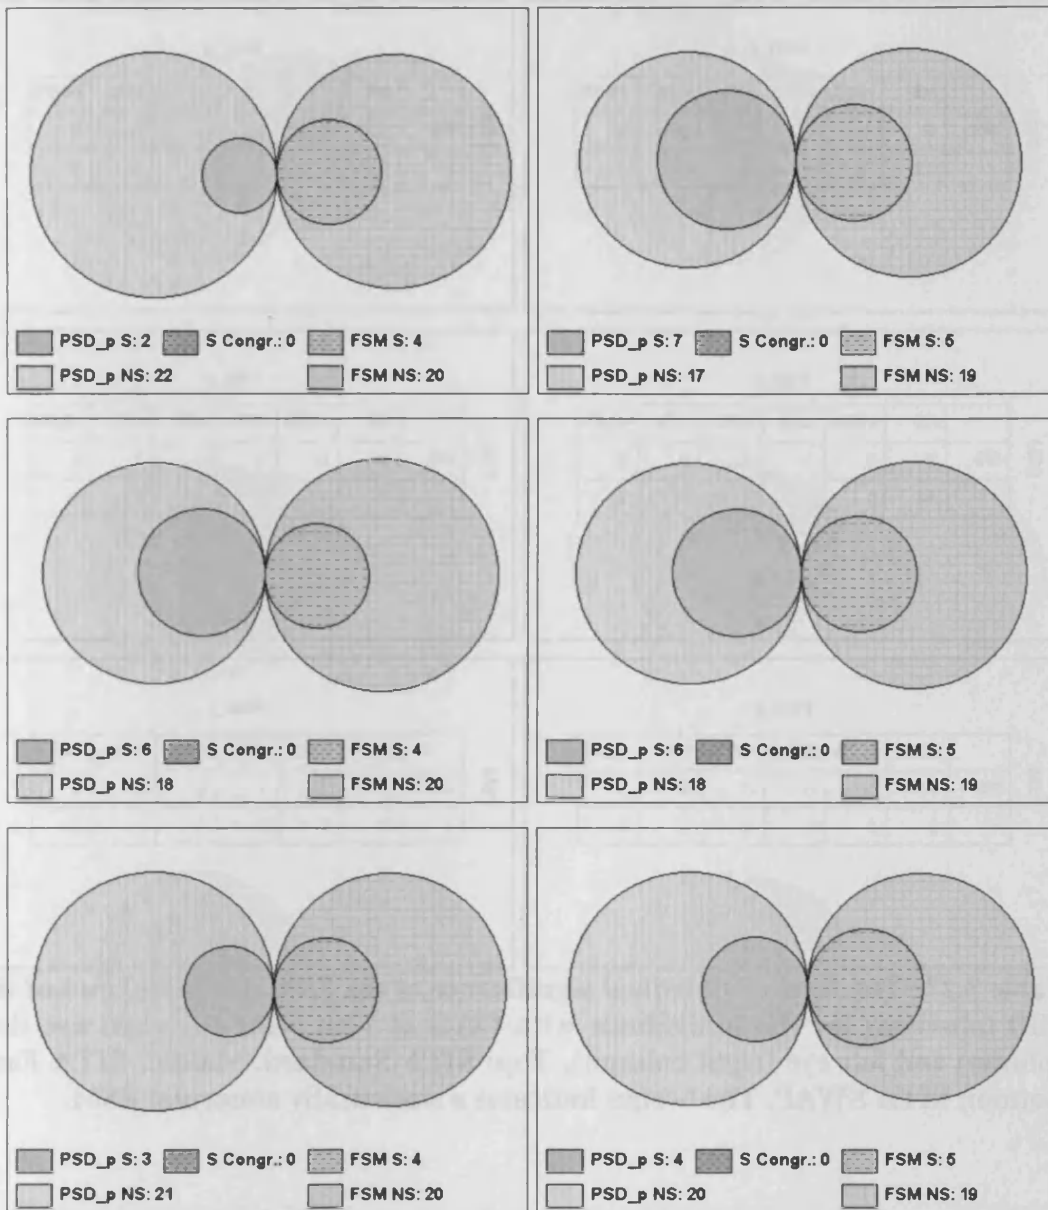 PSD_p S: 2 S Congr.: 0 FSM S: 4
PSD_p NS: 22 FSM NS: 20
PSD_p S: 7 S Congr.: 0 FSM S: 5
PSD_p NS: 17 FSM NS: 19
PSD_p S: 6 S Congr.: 0 FSM S: 4
PSD_p NS: 18 FSM NS: 20
PSD_p S: 6 S Congr.: 0 FSM S: 5
PSD_p NS: 18 FSM NS: 19
PSD_p S: 3 S Congr.: 0 FSM S: 4
PSD_p NS: 21 FSM NS: 20
PSD_p S: 4 S Congr.: 0 FSM S: 5
PSD_p NS: 20 FSM NS: 19